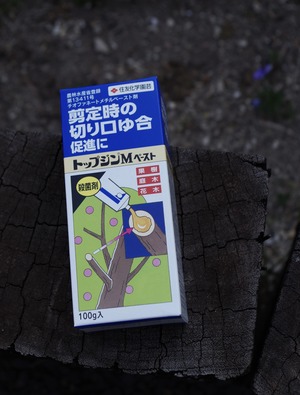 農林水産省登録
第13411号
チオファネートメチルペースト剤
住友化学園芸
剪定時の
切り口ゆ合
促進に
トップジンMペースト
殺菌剤
果樹
庭木
花木
100g入